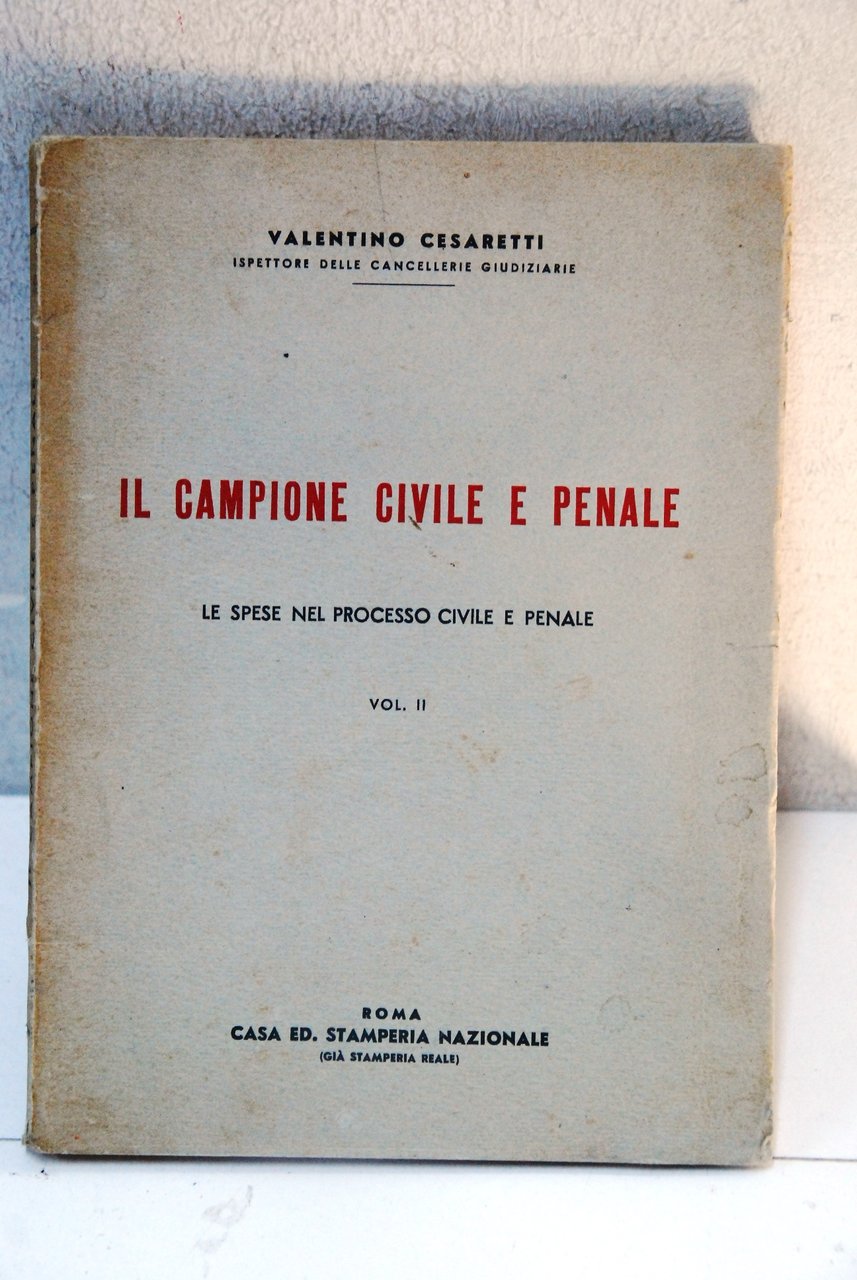 VALENTINO CESARETTI
ISPETTORE DELLE CANCELLERIE GIUDIZIARIE
IL CAMPIONE CIVILE E PENALE
LE SPESE NEL PROCESSO CIVILE E PENALE
VOL. II
ROMA
CASA ED. STAMPERIA NAZIONALE
(GIÀ STAMPERIA REALE)